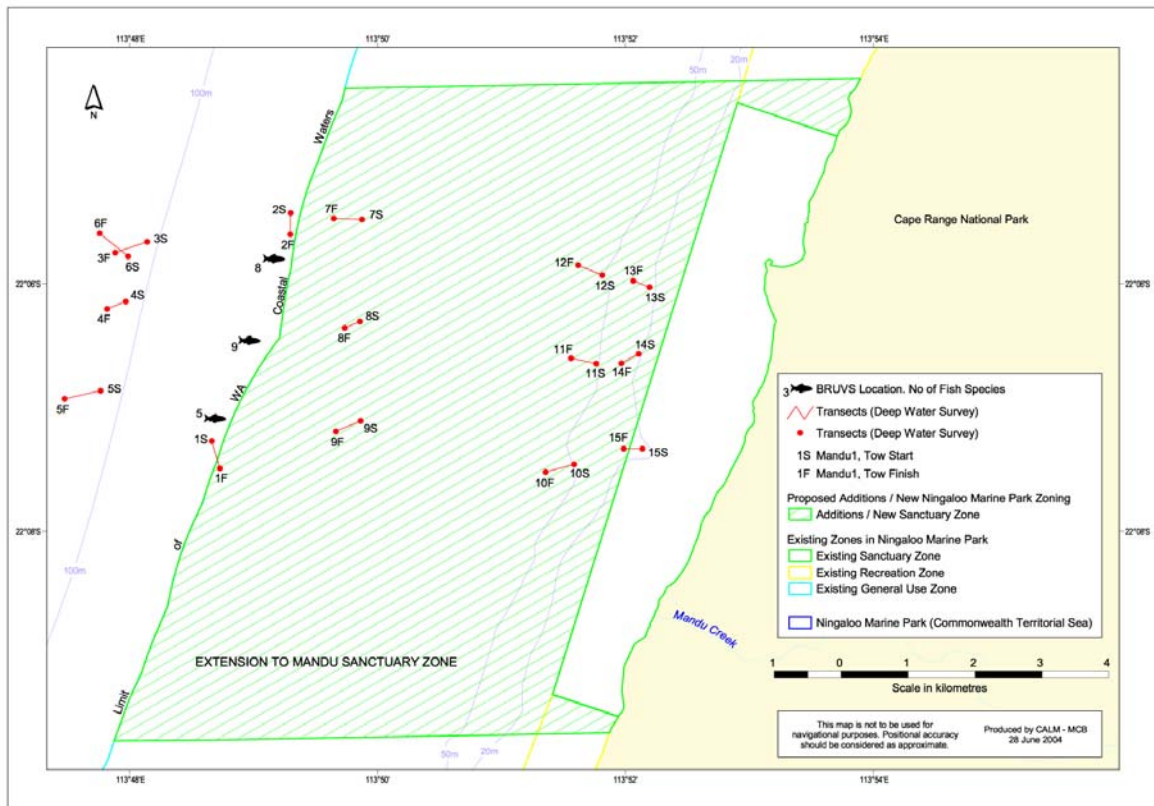 113°48'E
113°50'
113°52'
113°54'E
100m
50m
20m
N
Waters
2S
7F
7S
6F
3S
2F
3F
6S
8
Cape Range National Park
12F
13F
22°06'S
22°06'S
12S
13S
4S
Coastal
4F
8S
8F
9
14S
11F
11S
14F
5S
WA
5F
5
9S
9F
1S
15F
15S
10S
1F
10F
3
BRUVS Location. No of Fish Species
Transects (Deep Water Survey)
Transects (Deep Water Survey)
1S Mandu1, Tow Start
1F Mandu1, Tow Finish
Proposed Additions / New Ningaloo Marine Park Zoning
Additions / New Sanctuary Zone
Existing Zones in Ningaloo Marine Park
Existing Sanctuary Zone
Existing Recreation Zone
Existing General Use Zone
Ningaloo Marine Park (Commonwealth Territorial Sea)
22°08'S
22°08'S
of
100m
Mandu Creek
EXTENSION TO MANDU SANCTUARY ZONE
1 0 1 2 3 4
Scale in kilometres
Limit
This map is not to be used for
navigational purposes. Positional accuracy
should be considered as approximate.
Produced by CALM - MCB
28 June 2004
50m
20m
113°48'E
113°50'
113°52'
113°54'E